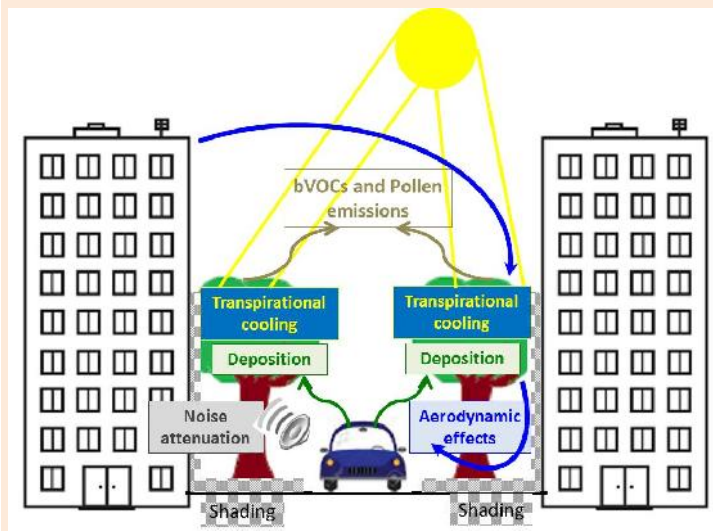 bVOCs and Pollen
emissions
Transpirational
cooling
Transpirational
cooling
Deposition
Deposition
Noise
attenuation
Aerodynamic
effects
Shading
Shading